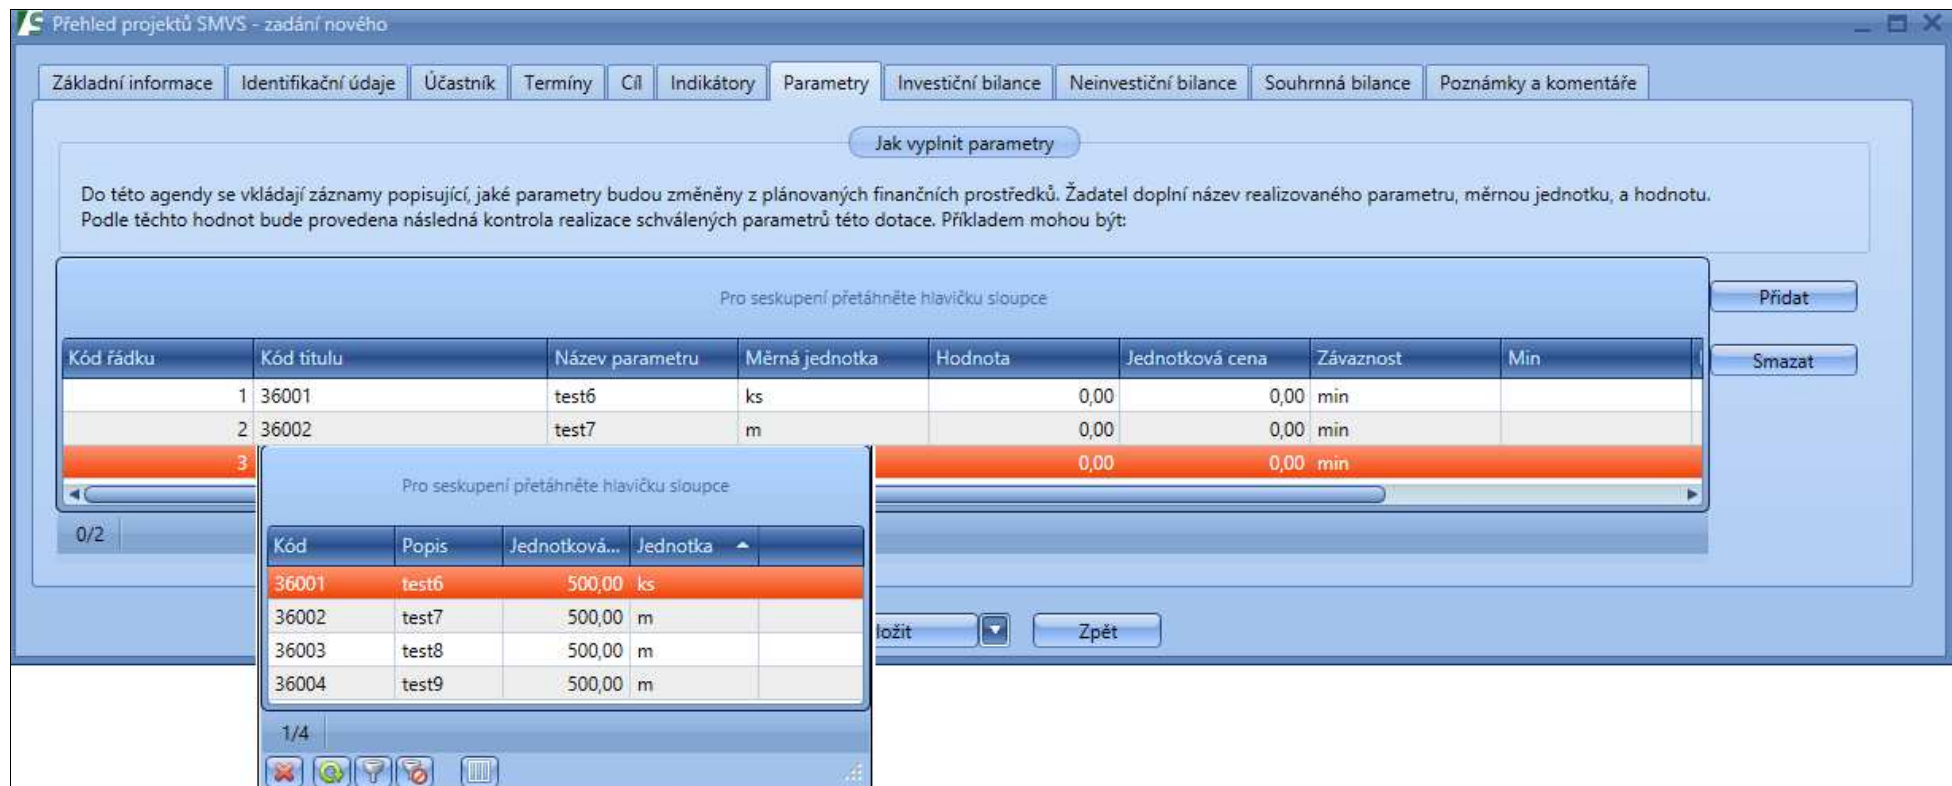 Přehled projektů SMVS - zadání nového
Základní informace Identifikační údaje Účastník Termíny Cíl Indikátory Parametry Investiční bilance Neinvestiční bilance Souhrnná bilance Poznámky a komentáře
Jak vyplnit parametry
Do této agendy se vkládají záznamy popisující, jaké parametry budou změněny z plánovaných finančních prostředků. Žadatel doplní název realizovaného parametru, měrnou jednotku, a hodnotu.
Podle těchto hodnot bude provedena následná kontrola realizace schválených parametrů této dotace. Příkladem mohou být:
Pro seskupení přetáhněte hlavičku sloupce
Přidat
Kód řádku Kód titulu Název parametru Měrná jednotka Hodnota Jednotková cena Závaznost Min
Smazat
1 36001 test6 ks 0,00 0,00 min
2 36002 test7 m 0,00 0,00 min
3 0,00 0,00 min
0/2
Pro seskupení přetáhněte hlavičku sloupce
Kód Popis Jednotková... Jednotka
36001 test6 500,00 ks
36002 test7 500,00 m
36003 test8 500,00 m
36004 test9 500,00 m
1/4
ložit Zpět